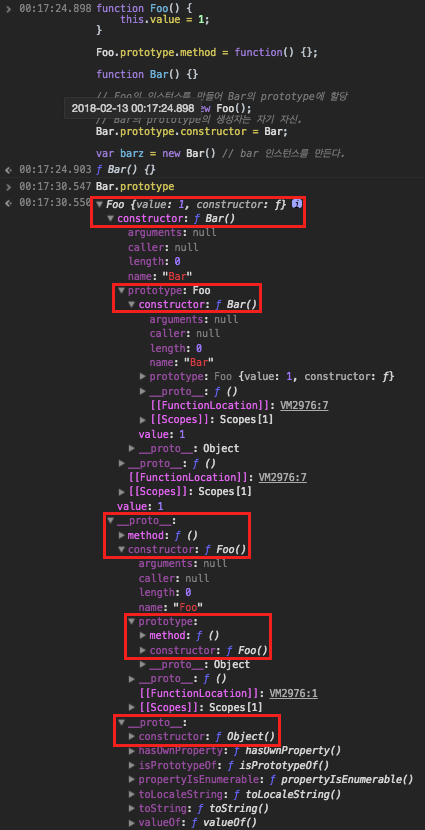 00:17:24.898 function Foo() {
this.value = 1;
}
Foo.prototype.method = function() {};
function Bar() {}
// Foo의 인스턴스를 만들어 Bar의 prototype에 할당
2018-02-13 00:17:24.898 new Foo();
// Bar의 prototype의 생성자는 자기 자신.
Bar.prototype.constructor = Bar;
var barz = new Bar() // bar 인스턴스를 만든다.
00:17:24.903 ƒ Bar() {}
00:17:30.547 Bar.prototype
00:17:30.550 Foo {value: 1, constructor: ƒ} i
constructor: ƒ Bar()
arguments: null
caller: null
length: 0
name: "Bar"
prototype: Foo
constructor: ƒ Bar()
arguments: null
caller: null
length: 0
name: "Bar"
prototype: Foo {value: 1, constructor: ƒ}
__proto__: ƒ ()
[[FunctionLocation]]: VM2976:7
[[Scopes]]: Scopes[1]
value: 1
__proto__: Object
__proto__: ƒ ()
[[FunctionLocation]]: VM2976:7
[[Scopes]]: Scopes[1]
value: 1
__proto__:
method: ƒ ()
constructor: ƒ Foo()
arguments: null
caller: null
length: 0
name: "Foo"
prototype:
method: ƒ ()
constructor: ƒ Foo()
__proto__: Object
__proto__: ƒ ()
[[FunctionLocation]]: VM2976:1
[[Scopes]]: Scopes[1]
__proto__:
constructor: ƒ Object()
hasOwnProperty: ƒ hasOwnProperty()
isPrototypeOf: ƒ isPrototypeOf()
propertyIsEnumerable: ƒ propertyIsEnumerable()
toLocaleString: ƒ toLocaleString()
toString: ƒ toString()
valueOf: ƒ valueOf()